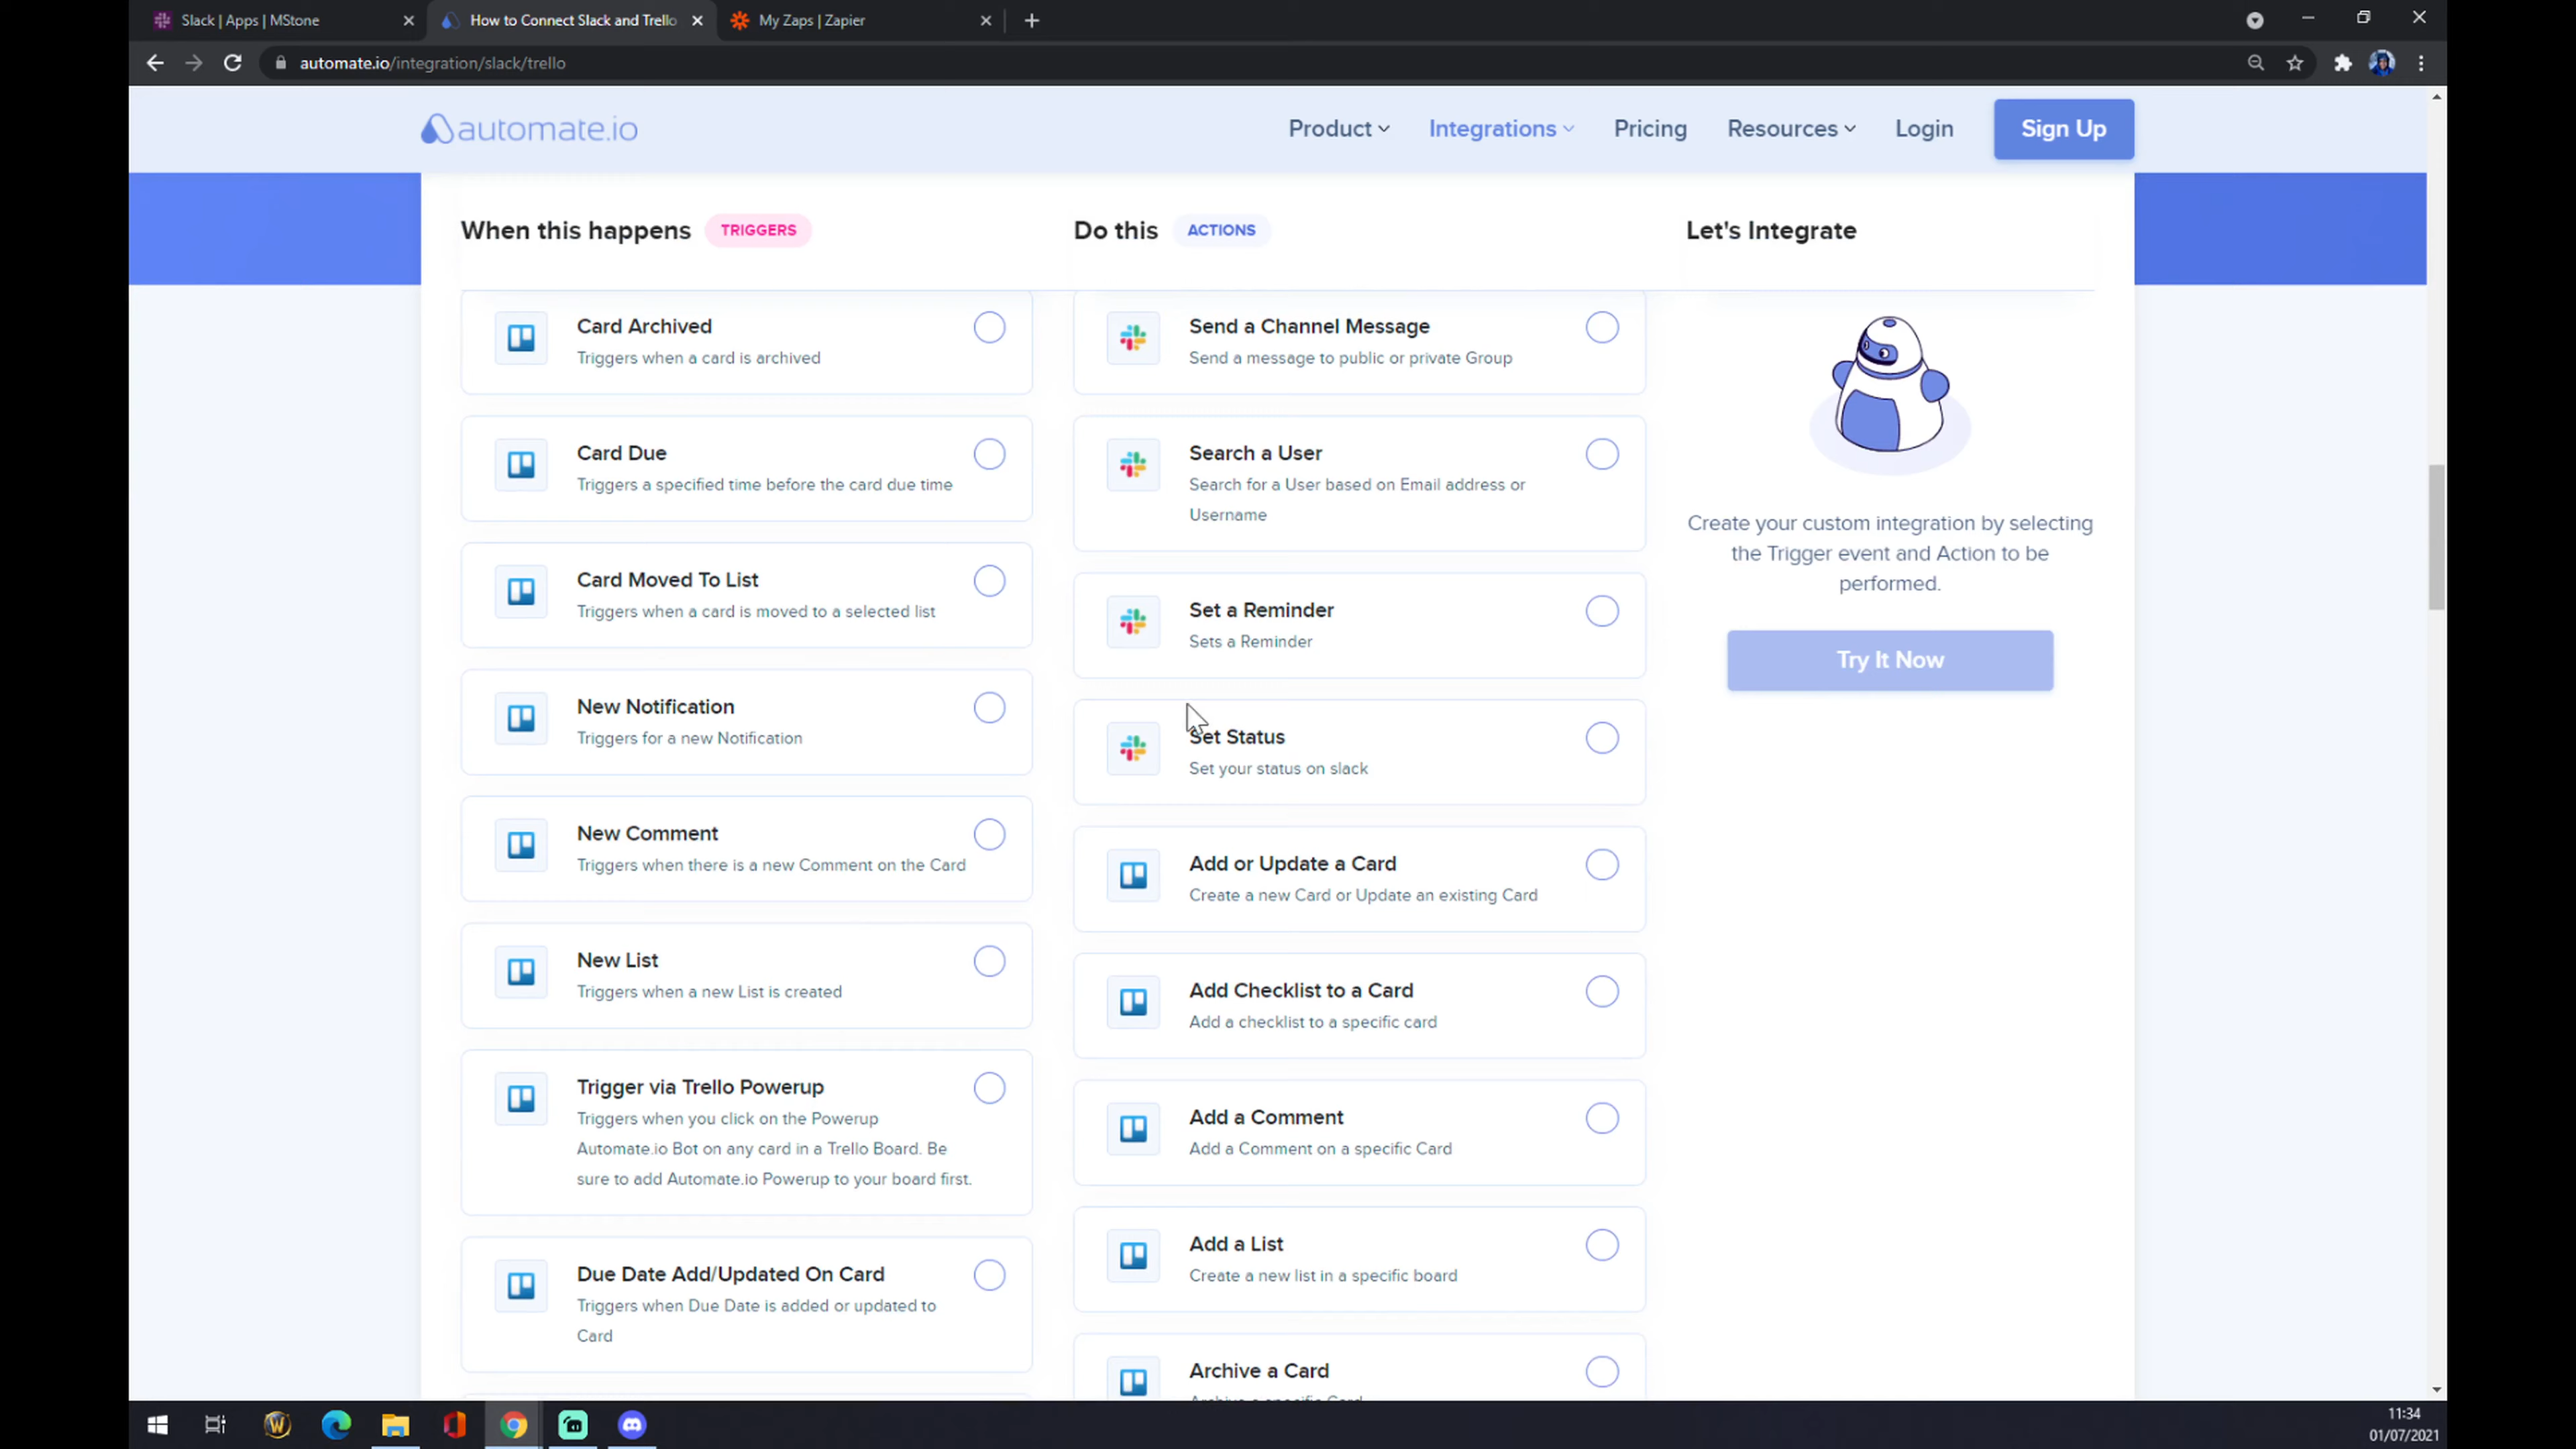 Slack | Apps | MStone
How to Connect Slack and Trello
My Zaps | Zapier
automate.io/integration/slack/trello
automate.io
Product
Integrations
Pricing
Resources
Login
Sign Up
When this happens TRIGGERS
Card Archived
Triggers when a card is archived
Card Due
Triggers a specified time before the card due time
Card Moved To List
Triggers when a card is moved to a selected list
New Notification
Triggers for a new Notification
New Comment
Triggers when there is a new Comment on the Card
New List
Triggers when a new List is created
Trigger via Trello Powerup
Triggers when you click on the Powerup
Automate.io Bot on any card in a Trello Board. Be
sure to add Automate.io Powerup to your board first.
Due Date Add/Updated On Card
Triggers when Due Date is added or updated to
Card
Do this ACTIONS
Send a Channel Message
Send a message to public or private Group
Search a User
Search for a User based on Email address or
Username
Set a Reminder
Sets a Reminder
Set Status
Set your status on slack
Add or Update a Card
Create a new Card or Update an existing Card
Add Checklist to a Card
Add a checklist to a specific card
Add a Comment
Add a Comment on a specific Card
Add a List
Create a new list in a specific board
Archive a Card
Archive a specific Card
Let's Integrate
Create your custom integration by selecting
the Trigger event and Action to be
performed.
Try It Now
11:34
01/07/2021